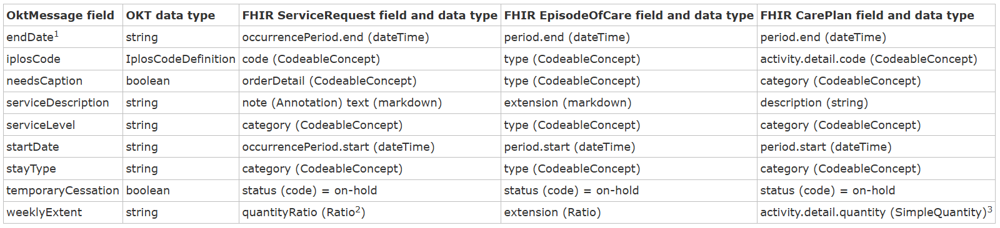 OktMessage field OKT data type FHIR ServiceRequest field and data type FHIR EpisodeOfCare field and data type FHIR CarePlan field and data type
endDate1 string occurrencePeriod.end (dateTime) period.end (dateTime) period.end (dateTime)
iplosCode IplosCodeDefinition code (CodeableConcept) type (CodeableConcept) activity.detail.code (CodeableConcept)
needsCaption boolean orderDetail (CodeableConcept) type (CodeableConcept) category (CodeableConcept)
serviceDescription string note (Annotation) text (markdown) extension (markdown) description (string)
serviceLevel string category (CodeableConcept) type (CodeableConcept) category (CodeableConcept)
startDate string occurrencePeriod.start (dateTime) period.start (dateTime) period.start (dateTime)
stayType string category (CodeableConcept) type (CodeableConcept) category (CodeableConcept)
temporaryCessation boolean status (code) = on-hold status (code) = on-hold status (code) = on-hold
weeklyExtent string quantityRatio (Ratio2) extension (Ratio) activity.detail.quantity (SimpleQuantity)3